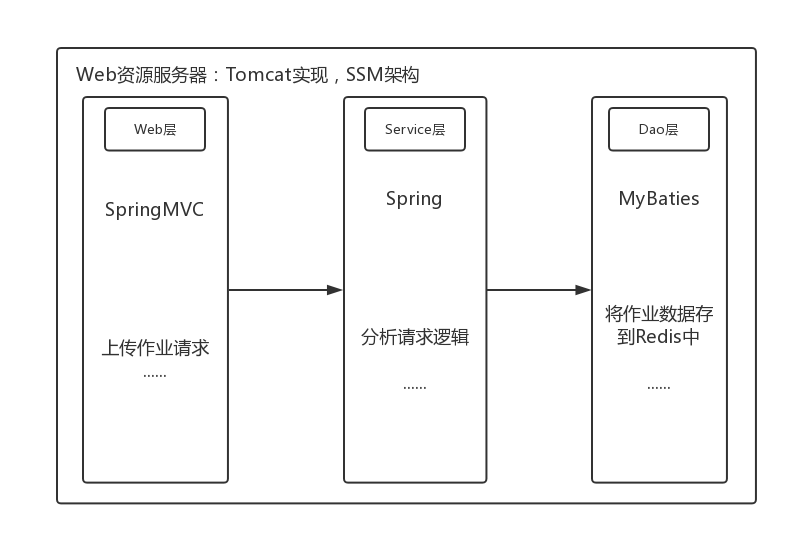 Web资源服务器：Tomcat实现，SSM架构
Web层
SpringMVC
上传作业请求
......
Service层
Spring
分析请求逻辑
......
Dao层
MyBaties
将作业数据存
到Redis中
......